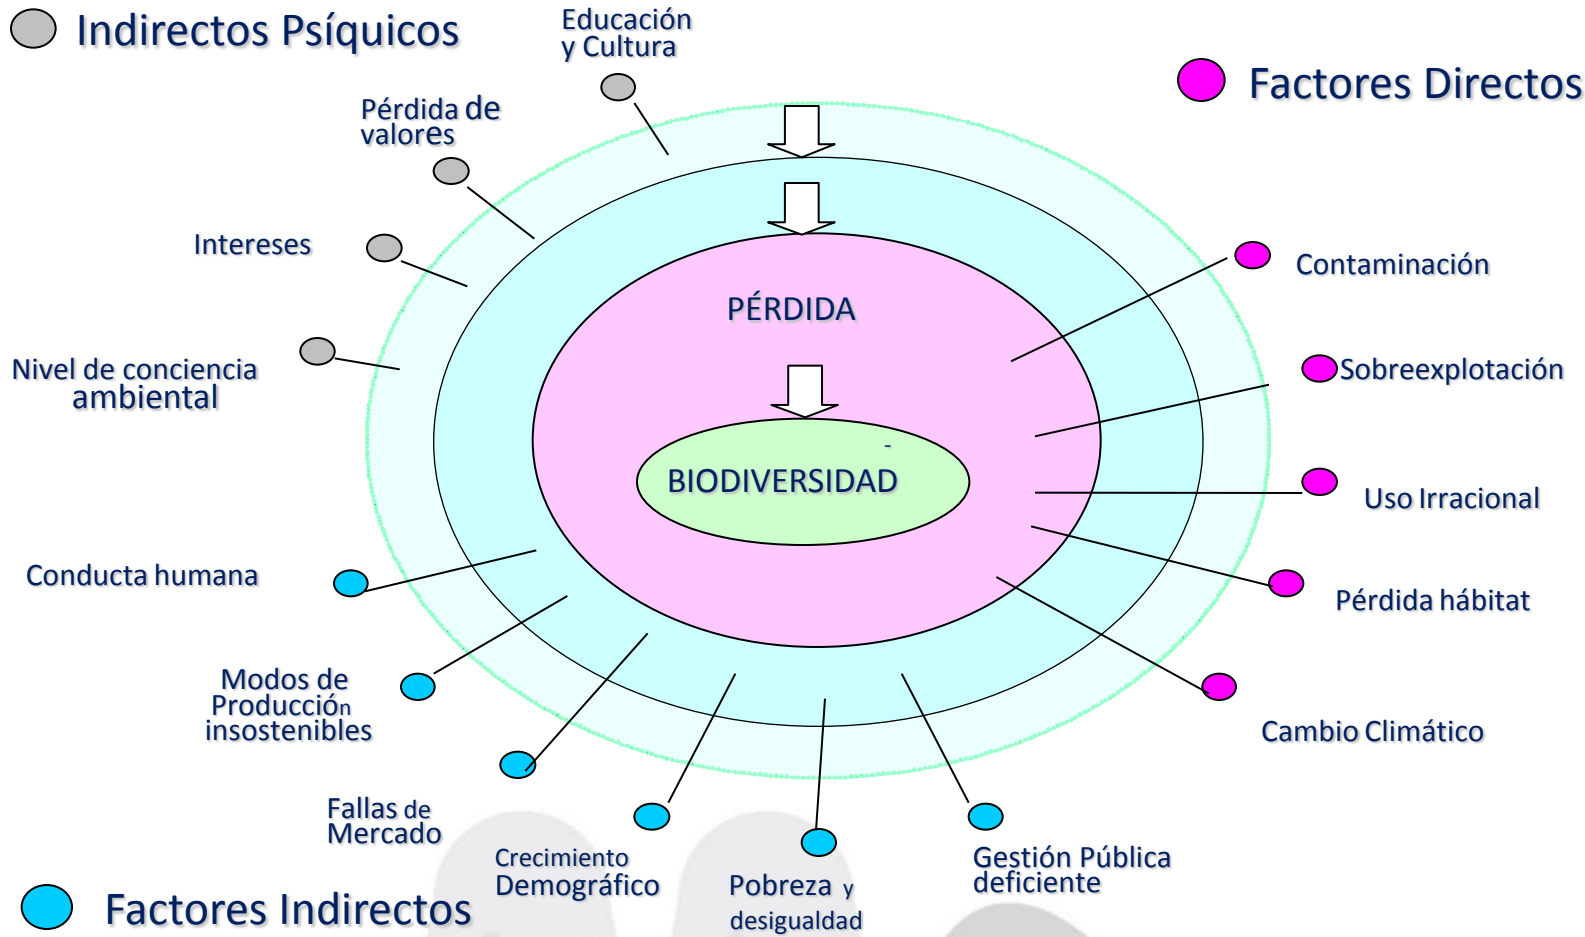 Indirectos Psíquicos
Educación
y Cultura
Factores Directos
Pérdida de
valores
Intereses
Contaminación
PÉRDIDA
Nivel de conciencia
ambiental
Sobreexplotación
-
BIODIVERSIDAD
Uso Irracional
Conducta humana
Pérdida hábitat
Modos de
Producción
insostenibles
Cambio Climático
Fallas de
Mercado
Crecimiento
Demográfico
Pobreza y
desigualdad
Gestión Pública
deficiente
Factores Indirectos